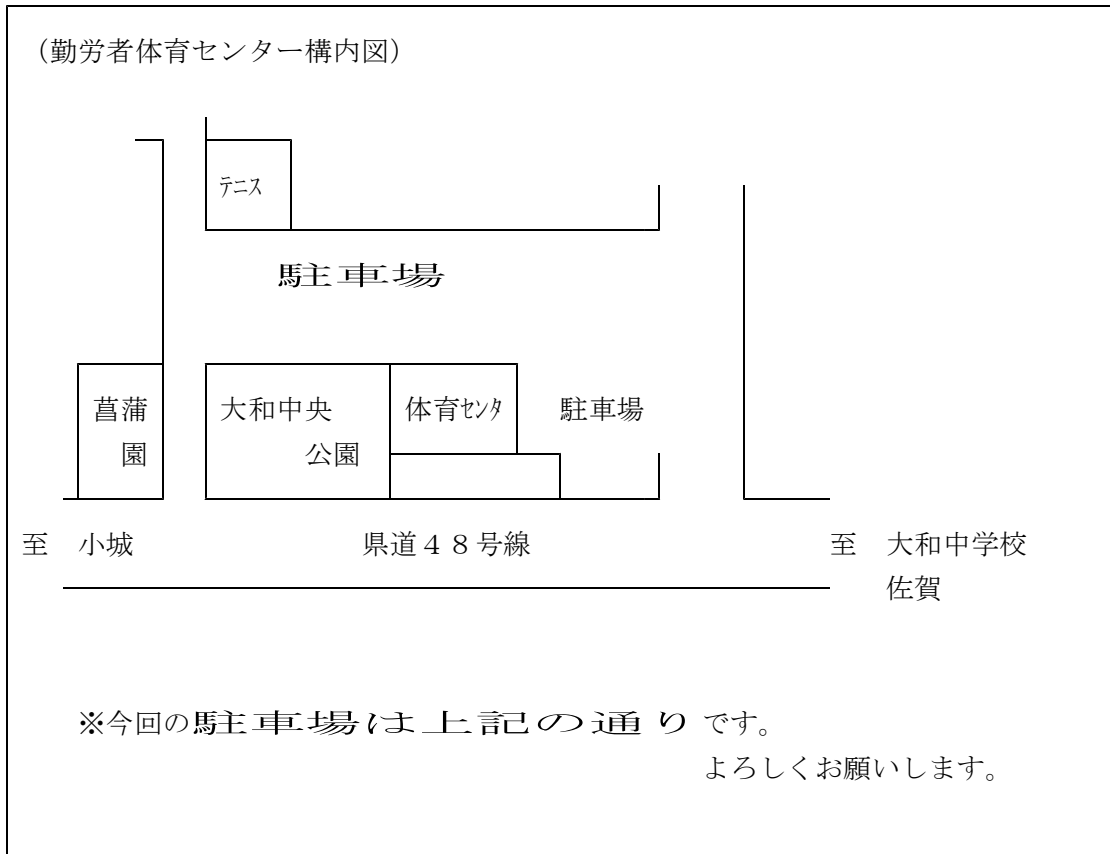 (勤労者体育センター構内図)
ﾃﾆｽ
駐車場
菖蒲
園
大和中央
公園
体育ｾﾝﾀ
駐車場
至 小城
県道４８号線
至 大和中学校
佐賀
※今回の駐車場は上記の通りです。
よろしくお願いします。